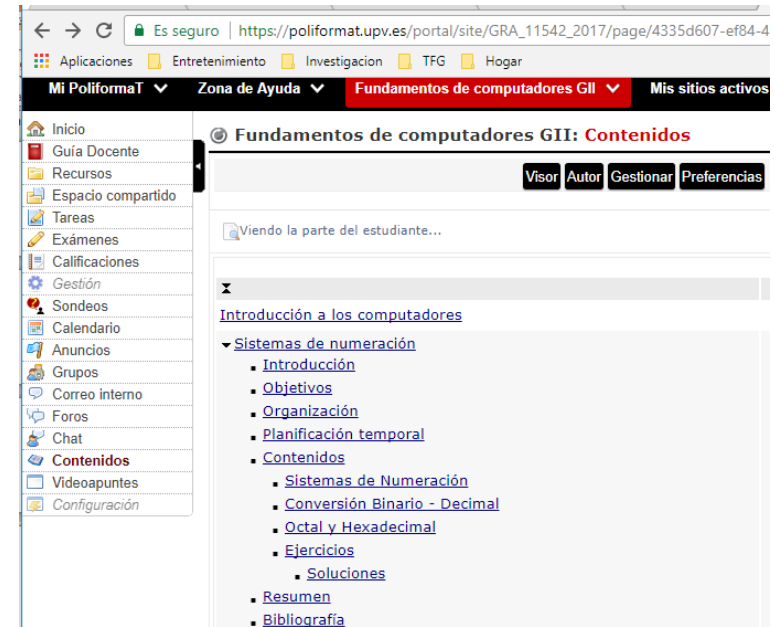 Es seguro | https://poliformat.upv.es/portal/site/GRA_11542_2017/page/4335d607-ef84-4
Aplicaciones Entretenimiento Investigacion TFG Hogar
Mi PoliformaT Zona de Ayuda Fundamentos de computadores GII Mis sitios activos
Inicio
Guía Docente
Recursos
Espacio compartido
Tareas
Exámenes
Calificaciones
Gestión
Sondeos
Calendario
Anuncios
Grupos
Correo interno
Foros
Chat
Contenidos
Videoapuntes
Configuración
Fundamentos de computadores GII: Contenidos
Visor Autor Gestionar Preferencias
Viendo la parte del estudiante...
Introducción a los computadores
Sistemas de numeración
Introducción
Objetivos
Organización
Planificación temporal
Contenidos
Sistemas de Numeración
Conversión Binario - Decimal
Octal y Hexadecimal
Ejercicios
Soluciones
Resumen
Bibliografía